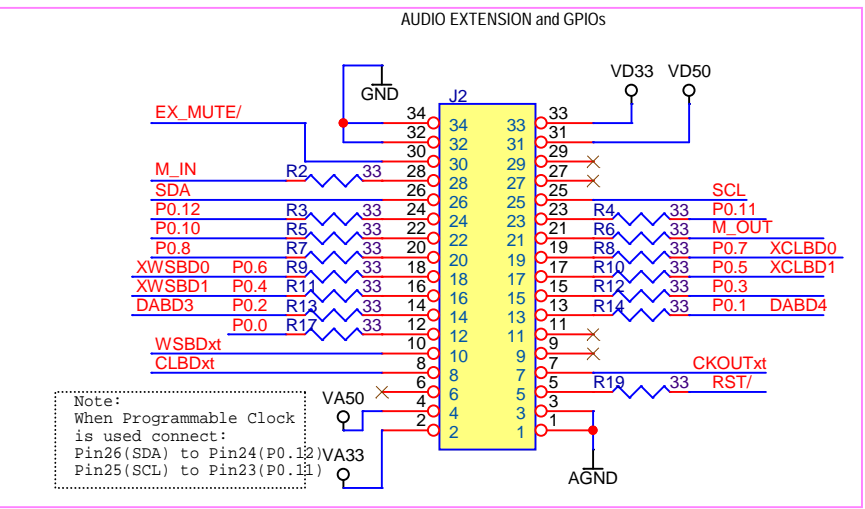 AUDIO EXTENSION and GPIOs
VD33 VD50
GND J2
EX_MUTE/ 34 34 33 33
32 32 31 31
30 30 29 29
M_IN R2 33 28 28 27 27
SDA 26 26 25 25 SCL
P0.12 R3 33 24 24 23 23 R4 33 P0.11
P0.10 R5 33 22 22 21 21 R6 33 M_OUT
P0.8 R7 33 20 20 19 19 R8 33 P0.7 XCLBD0
XWSBD0 P0.6 R9 33 18 18 17 17 R10 33 P0.5 XCLBD1
XWSBD1 P0.4 R11 33 16 16 15 15 R12 33 P0.3
DABD3 P0.2 R13 33 14 14 13 13 R14 33 P0.1 DABD4
P0.0 R17 33 12 12 11 11
WSBDxt 10 10 9 9
CLBDxt 8 8 7 7 CKOUTxt
6 6 5 5 R19 33 RST/
VA50 4 4 3 3
2 2 1 1
VA33
AGND
Note:
When Programmable Clock
is used connect:
Pin26(SDA) to Pin24(P0.12)
Pin25(SCL) to Pin23(P0.11)